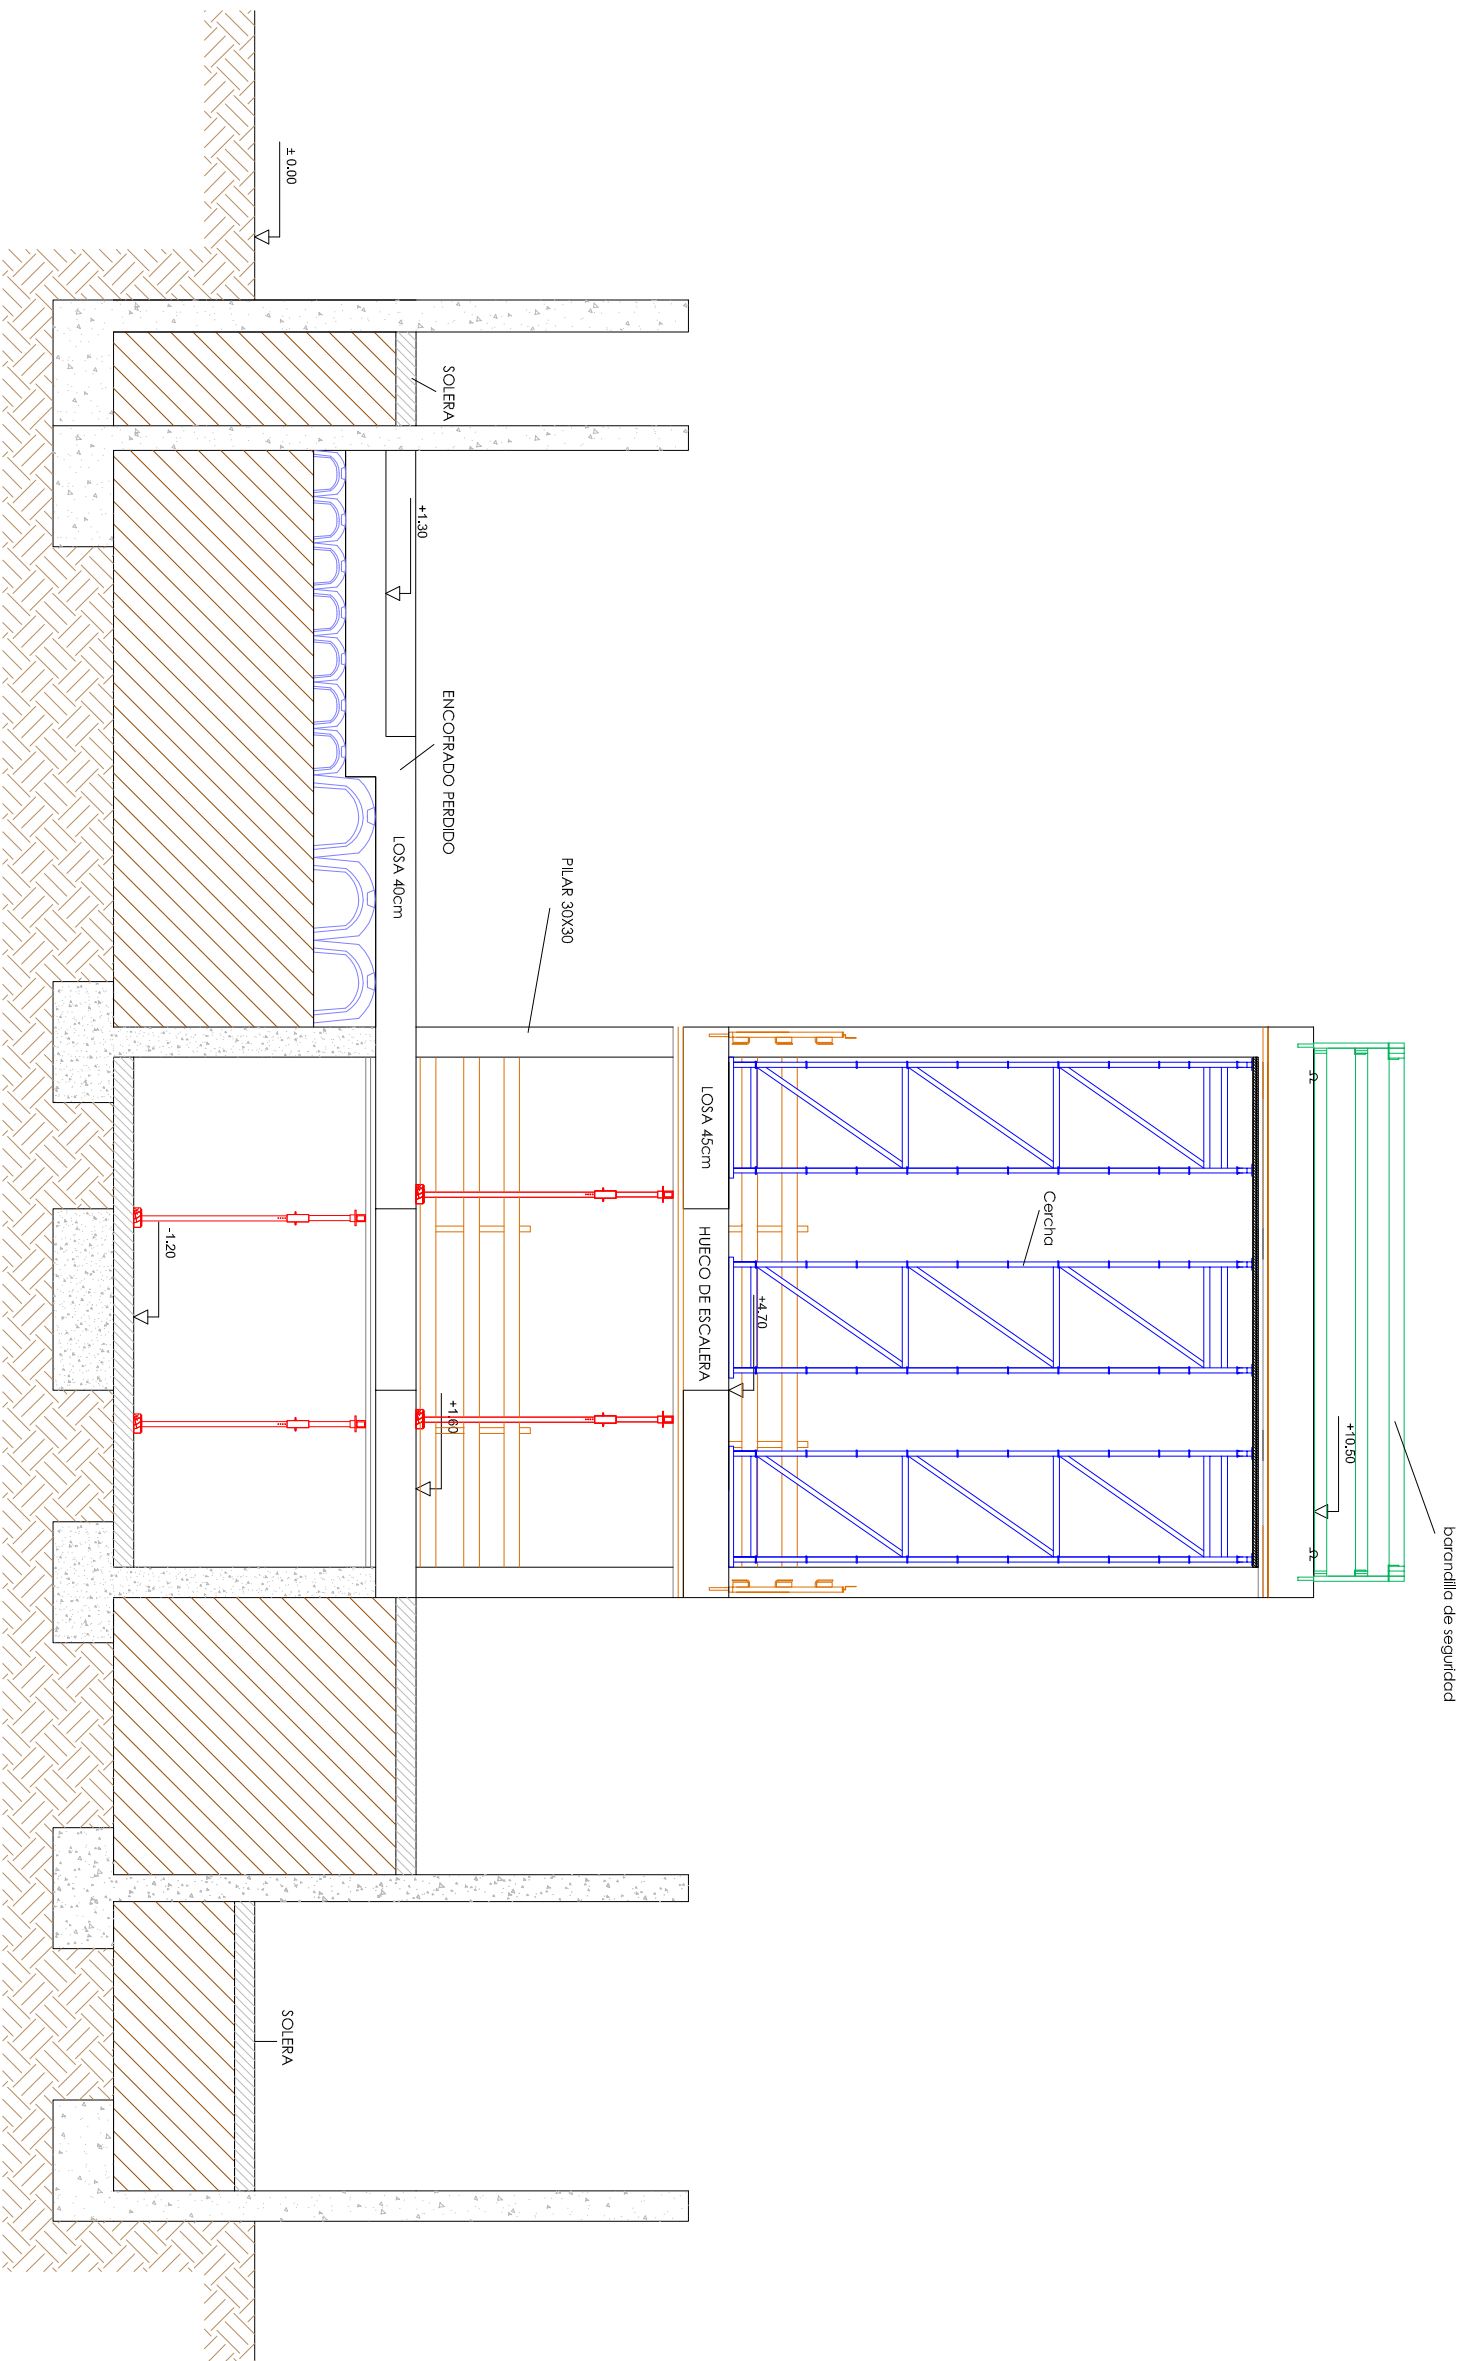 barandilla de seguridad
+10.50
Cercha
+4.70
LOSA 45cm
HUECO DE ESCALERA
PILAR 30X30
SOLERA
ENCOFRADO PERDIDO
+1.60
+1.30
LOSA 40cm
± 0.00
SOLERA
-1.20